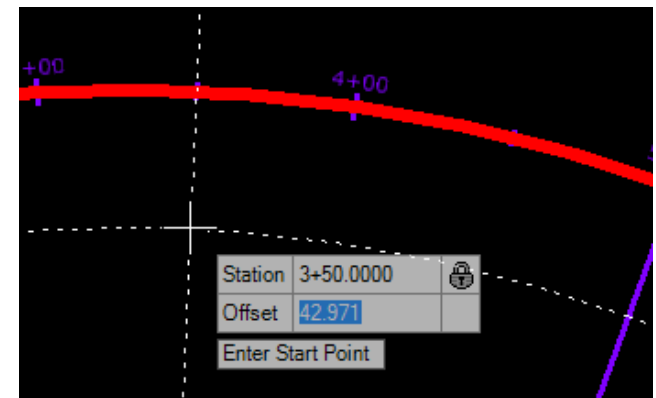 +00
4+00
Station 3+50.0000
Offset 42.971
Enter Start Point